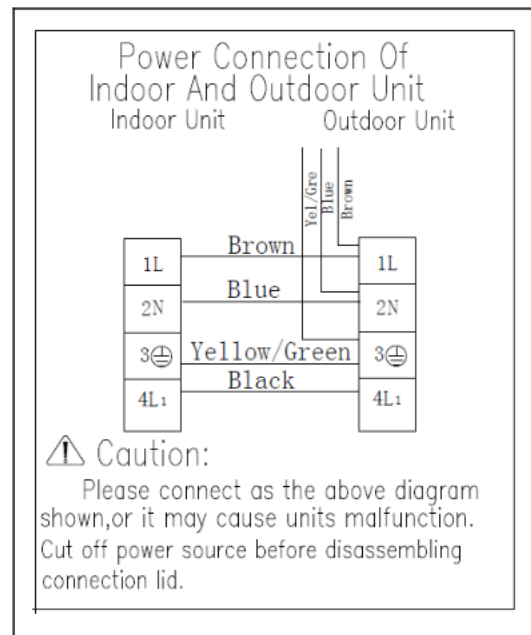 Power Connection Of
Indoor And Outdoor Unit
Indoor Unit Outdoor Unit
Yel/Gre
Blue
Brown
Brown
1L 1L
Blue
2N 2N
Yellow/Green
3⏚ 3⏚
Black
4L1 4L1
⚠ Caution:
Please connect as the above diagram
shown,or it may cause units malfunction.
Cut off power source before disassembling
connection lid.